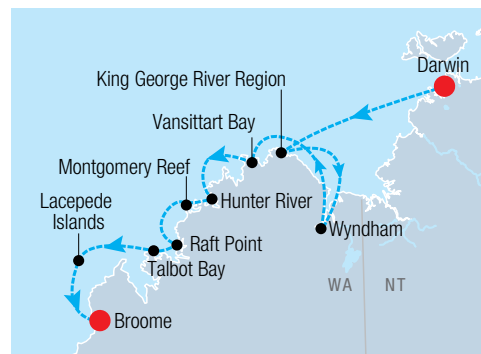 Darwin
King George River Region
Vansittart Bay
Montgomery Reef
Lacepede
Islands
Hunter River
Wyndham
Raft Point
Talbot Bay
WA
NT
Broome